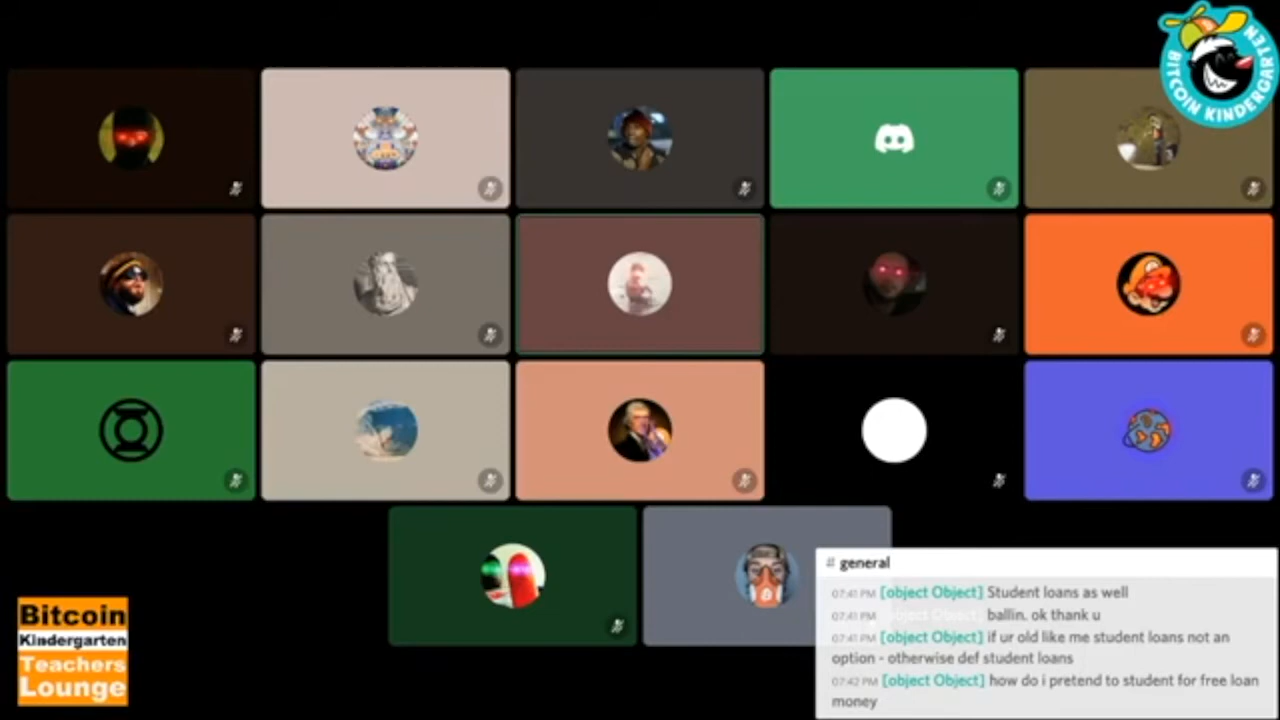 BITCOIN KINDERGARTEN
Bitcoin
Kindergarten
Teachers
Lounge
# general
07:41 PM [object Object] Student loans as well
07:41 PM [object Object] ballin. ok thank u
07:41 PM [object Object] if ur old like me student loans not an
option - otherwise def student loans
07:42 PM [object Object] how do i pretend to student for free loan
money